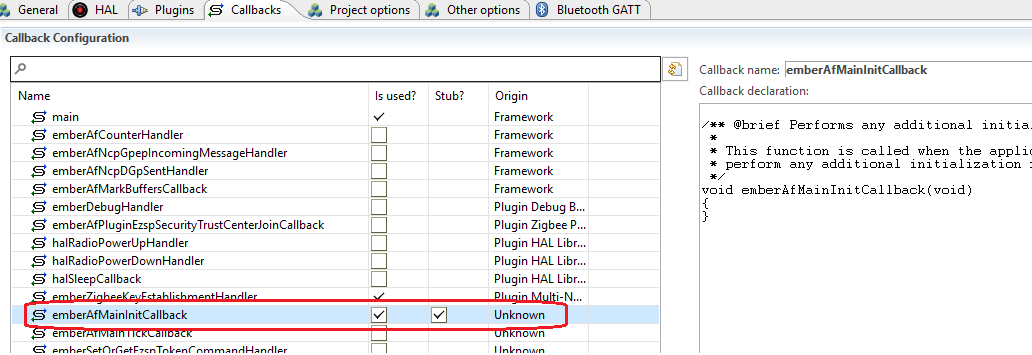 General HAL Plugins Callbacks Project options Other options Bluetooth GATT
Callback Configuration
Callback name: emberAfMainInitCallback
Callback declaration:
Name Is used? Stub? Origin
main Framework
emberAfCounterHandler Framework
emberAfNcpGpepIncomingMessageHandler Framework
emberAfNcpDGpSentHandler Framework
emberAfMarkBuffersCallback Framework
emberDebugHandler Plugin Debug B...
emberAfPluginEzspSecurityTrustCenterJoinCallback Plugin Zigbee P...
halRadioPowerUpHandler Plugin HAL Libr...
halRadioPowerDownHandler Plugin HAL Libr...
halSleepCallback Plugin HAL Libr...
emberZigbeeKeyEstablishmentHandler Plugin Multi-N...
emberAfMainInitCallback Unknown
emberAfMainTickCallback Unknown
emberSetOrGetEzspTokenCommandHandler Framework
/** @brief Performs any additional initial
*
* This function is called when the applic
* perform any additional initialization
*/
void emberAfMainInitCallback(void)
{
}